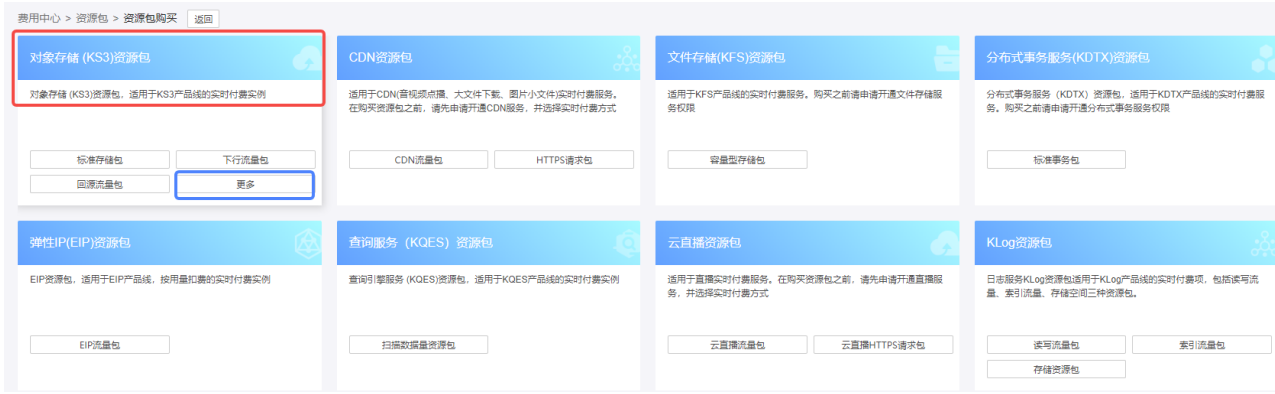 费用中心 > 资源包 > 资源包购买 返回
对象存储 (KS3)资源包
对象存储 (KS3)资源包，适用于KS3产品线的实时付费实例
标准存储包 下行流量包
回源流量包 更多
CDN资源包
适用于CDN(音视频点播、大文件下载、图片小文件)实时付费服务。
在购买资源包之前，请先申请开通CDN服务，并选择实时付费方式
CDN流量包 HTTPS请求包
文件存储(KFS)资源包
适用于KFS产品线的实时付费服务。购买之前请申请开通文件存储服
务权限
容量型存储包
分布式事务服务(KDTX)资源包
分布式事务服务（KDTX）资源包，适用于KDTX产品线的实时付费服
务。购买之前请申请开通分布式事务服务权限
标准事务包
弹性IP(EIP)资源包
EIP资源包，适用于EIP产品线，按用量扣费的实时付费实例
EIP流量包
查询服务（KQES）资源包
查询引擎服务 (KQES)资源包，适用于KQES产品线的实时付费实例
扫描数据量资源包
云直播资源包
适用于直播实时付费服务。在购买资源包之前，请先申请开通直播服
务，并选择实时付费方式
云直播流量包 云直播HTTPS请求包
KLog资源包
日志服务KLog资源包适用于KLog产品线的实时付费项，包括读写流
量、索引流量、存储空间三种资源包。
读写流量包 索引流量包
存储资源包